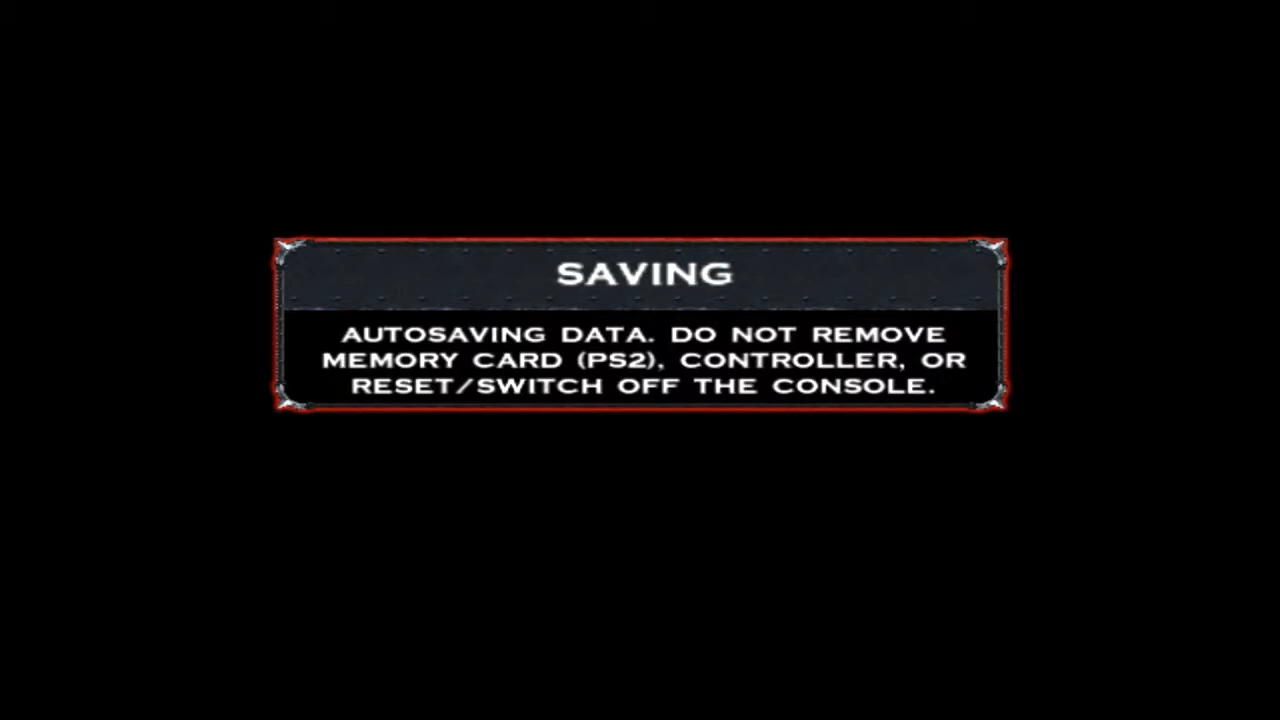 SAVING
AUTOSAVING DATA. DO NOT REMOVE
MEMORY CARD (PS2), CONTROLLER, OR
RESET/SWITCH OFF THE CONSOLE.